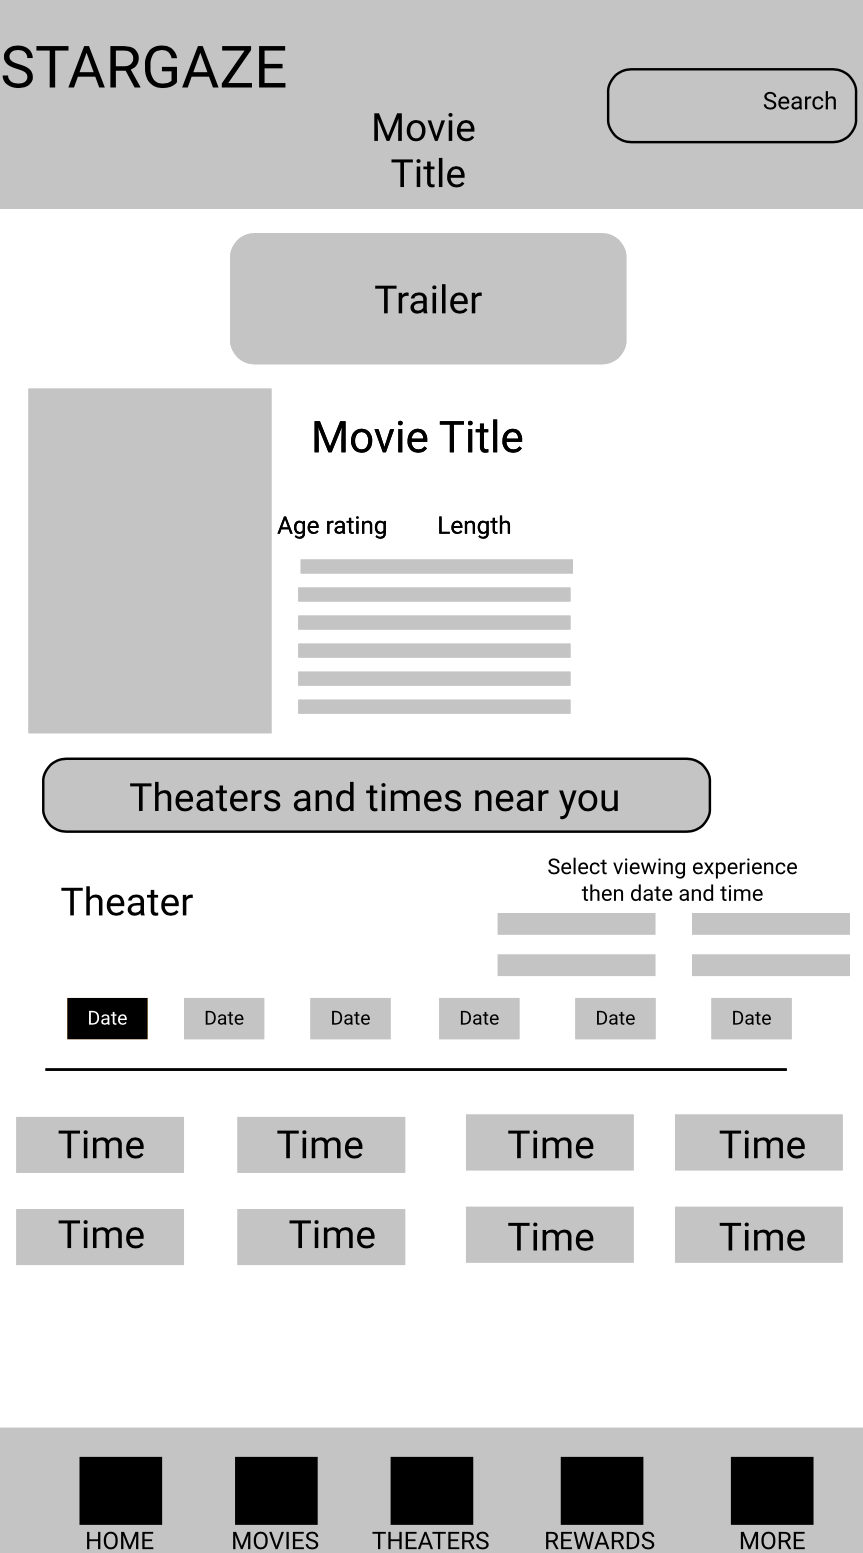 STARGAZE
Search
Movie
Title
Trailer
Movie Title
Age rating
Length
Theaters and times near you
Select viewing experience
then date and time
Theater
Date
Date
Date
Date
Date
Date
Time
Time
Time
Time
Time
Time
Time
Time
HOME
MOVIES
THEATERS
REWARDS
MORE